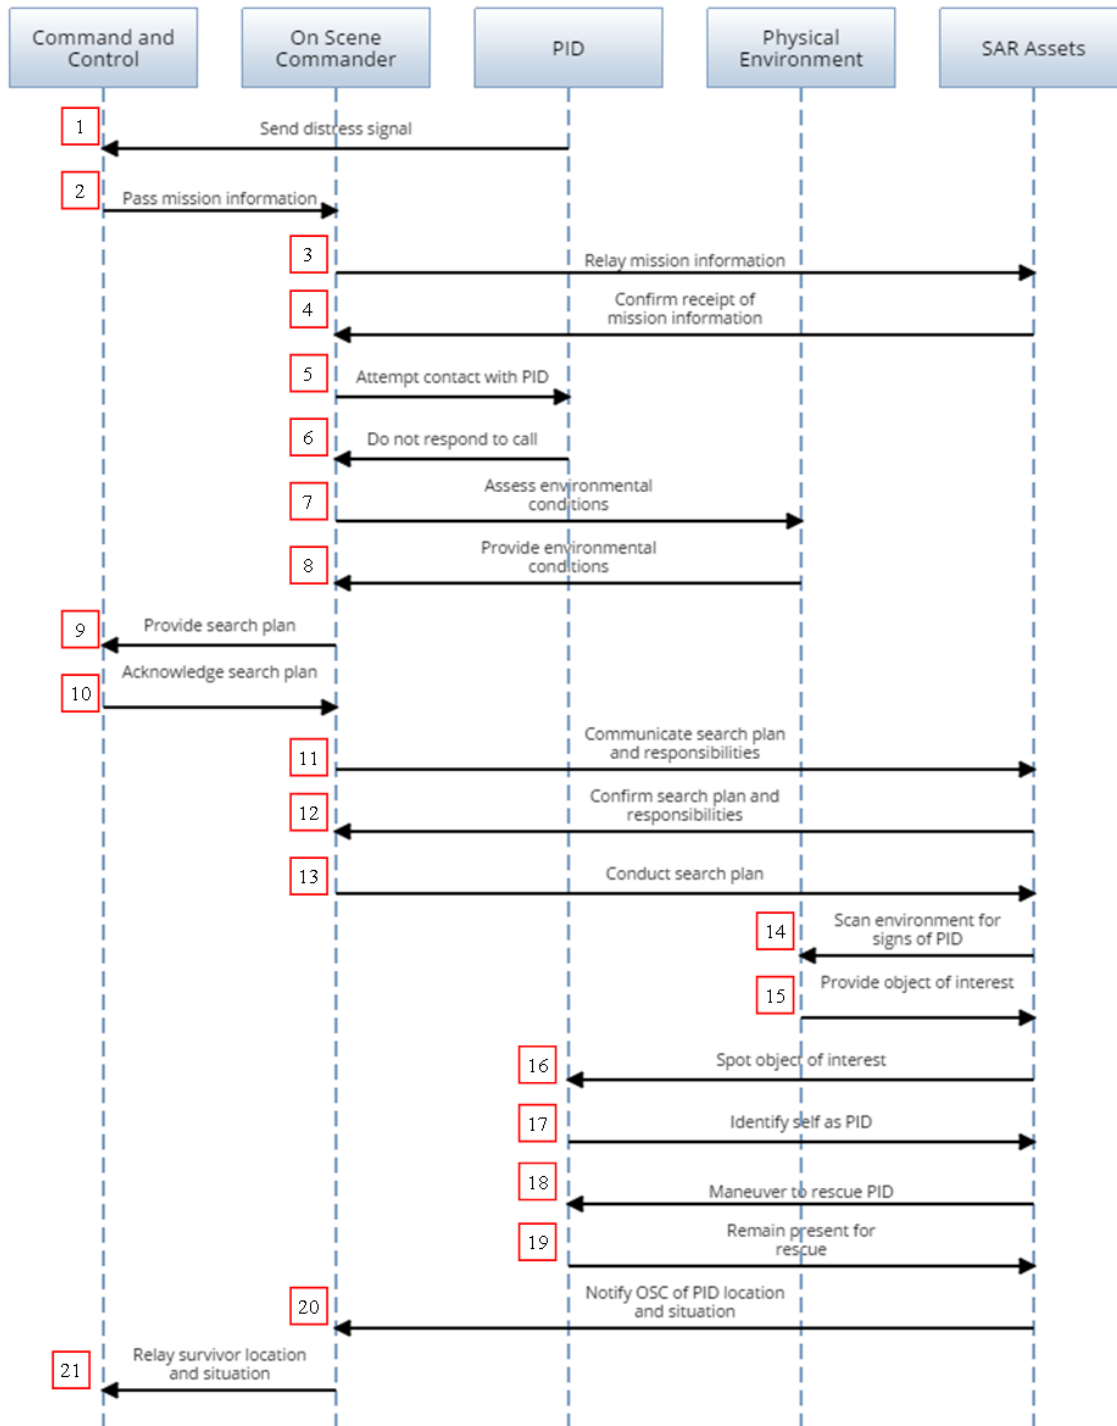 Command and
Control
On Scene
Commander
PID
Physical
Environment
SAR Assets
1
Send distress signal
2
Pass mission information
3
Relay mission information
4
Confirm receipt of
mission information
5
Attempt contact with PID
6
Do not respond to call
7
Assess environmental
conditions
8
Provide environmental
conditions
9
Provide search plan
10
Acknowledge search plan
11
Communicate search plan
and responsibilities
12
Confirm search plan and
responsibilities
13
Conduct search plan
14
Scan environment for
signs of PID
15
Provide object of interest
16
Spot object of interest
17
Identify self as PID
18
Maneuver to rescue PID
19
Remain present for
rescue
20
Notify OSC of PID location
and situation
21
Relay survivor location
and situation